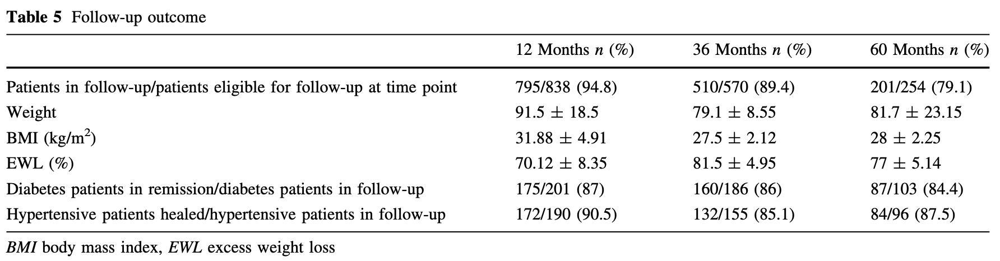 Table 5 Follow-up outcome
12 Months n (%) 36 Months n (%) 60 Months n (%)
Patients in follow-up/patients eligible for follow-up at time point 795/838 (94.8) 510/570 (89.4) 201/254 (79.1)
Weight 91.5 ± 18.5 79.1 ± 8.55 81.7 ± 23.15
BMI (kg/m²) 31.88 ± 4.91 27.5 ± 2.12 28 ± 2.25
EWL (%) 70.12 ± 8.35 81.5 ± 4.95 77 ± 5.14
Diabetes patients in remission/diabetes patients in follow-up 175/201 (87) 160/186 (86) 87/103 (84.4)
Hypertensive patients healed/hypertensive patients in follow-up 172/190 (90.5) 132/155 (85.1) 84/96 (87.5)
BMI body mass index, EWL excess weight loss